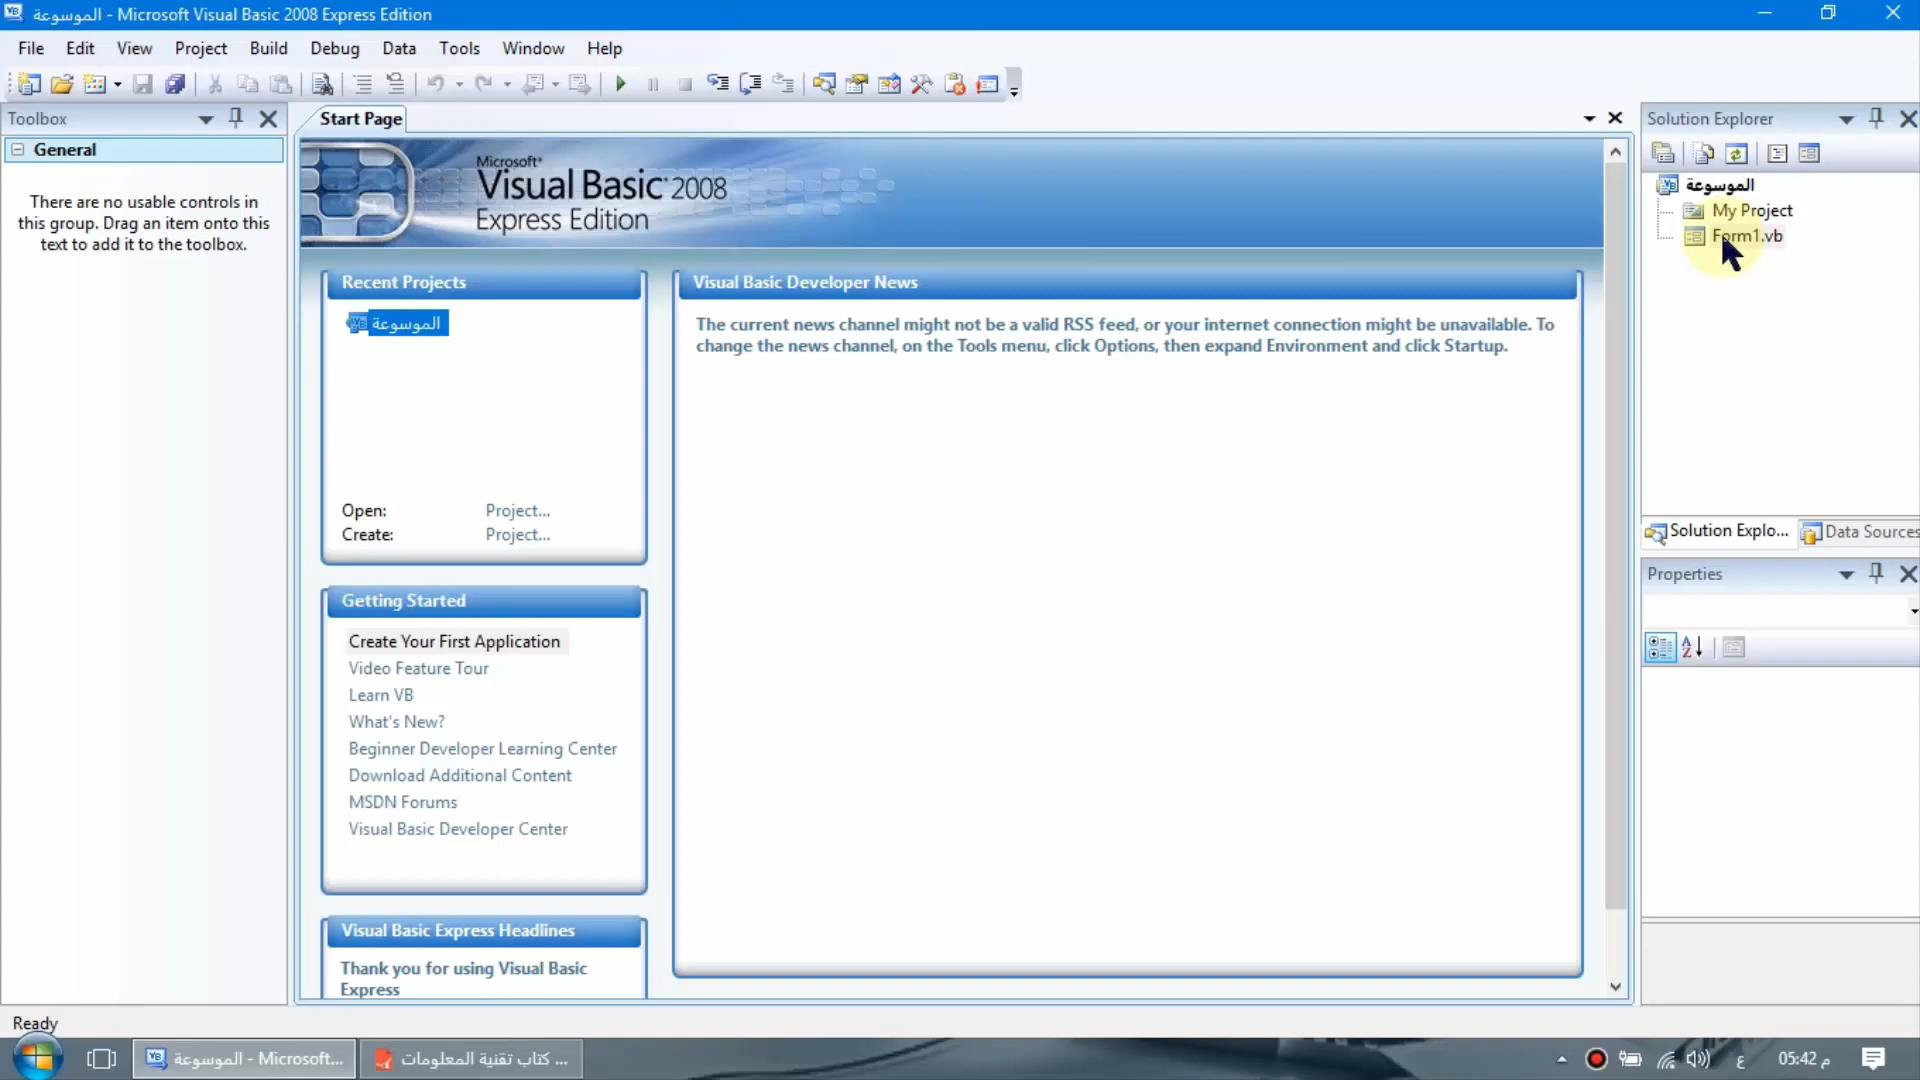 الموسوعة - Microsoft Visual Basic 2008 Express Edition
File Edit View Project Build Debug Data Tools Window Help
Toolbox
General
There are no usable controls in
this group. Drag an item onto this
text to add it to the toolbox.
Start Page
Microsoft
Visual Basic 2008
Express Edition
Recent Projects
الموسوعة
Open: Project...
Create: Project...
Getting Started
Create Your First Application
Video Feature Tour
Learn VB
What's New?
Beginner Developer Learning Center
Download Additional Content
MSDN Forums
Visual Basic Developer Center
Visual Basic Express Headlines
Thank you for using Visual Basic
Express
Visual Basic Developer News
The current news channel might not be a valid RSS feed, or your internet connection might be unavailable. To
change the news channel, on the Tools menu, click Options, then expand Environment and click Startup.
Solution Explorer
الموسوعة
My Project
Form1.vb
Solution Explo... Data Sources
Properties
Ready
الموسوعة - Microsoft...
كتاب تقنية المعلومات ...
ع
05:42 م